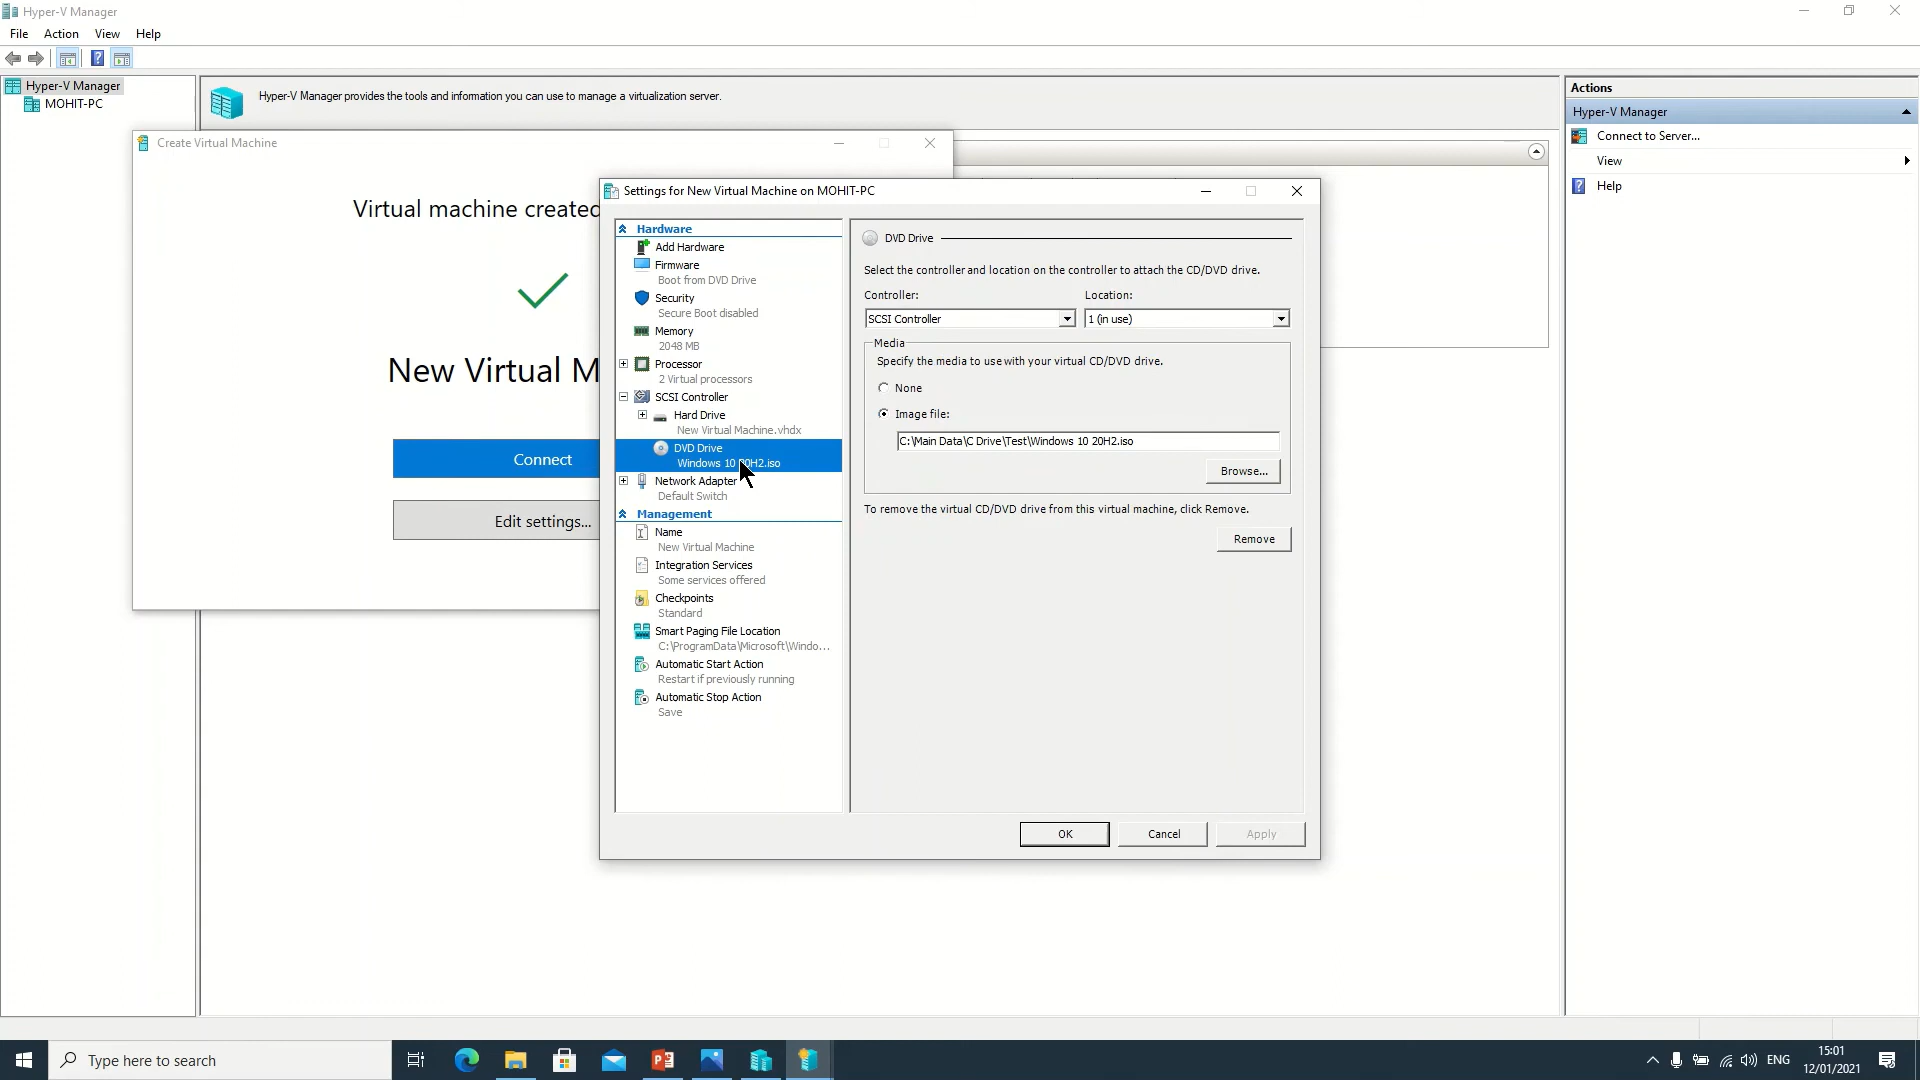 Hyper-V Manager
File Action View Help
Hyper-V Manager
MOHIT-PC
Hyper-V Manager provides the tools and information you can use to manage a virtualization server.
Create Virtual Machine
Virtual machine created
New Virtual M
Connect
Edit settings...
Settings for New Virtual Machine on MOHIT-PC
Hardware
Add Hardware
Firmware
Boot from DVD Drive
Security
Secure Boot disabled
Memory
2048 MB
Processor
2 Virtual processors
SCSI Controller
Hard Drive
New Virtual Machine.vhdx
DVD Drive
Windows 10 20H2.iso
Network Adapter
Default Switch
Management
Name
New Virtual Machine
Integration Services
Some services offered
Checkpoints
Standard
Smart Paging File Location
C:\ProgramData\Microsoft\Windo...
Automatic Start Action
Restart if previously running
Automatic Stop Action
Save
DVD Drive
Select the controller and location on the controller to attach the CD/DVD drive.
Controller: Location:
SCSI Controller 1 (in use)
Media
Specify the media to use with your virtual CD/DVD drive.
None
Image file:
C:\Main Data\C Drive\Test\Windows 10 20H2.iso
Browse...
To remove the virtual CD/DVD drive from this virtual machine, click Remove.
Remove
OK Cancel Apply
Actions
Hyper-V Manager
Connect to Server...
View
Help
Type here to search
ENG
15:01
12/01/2021